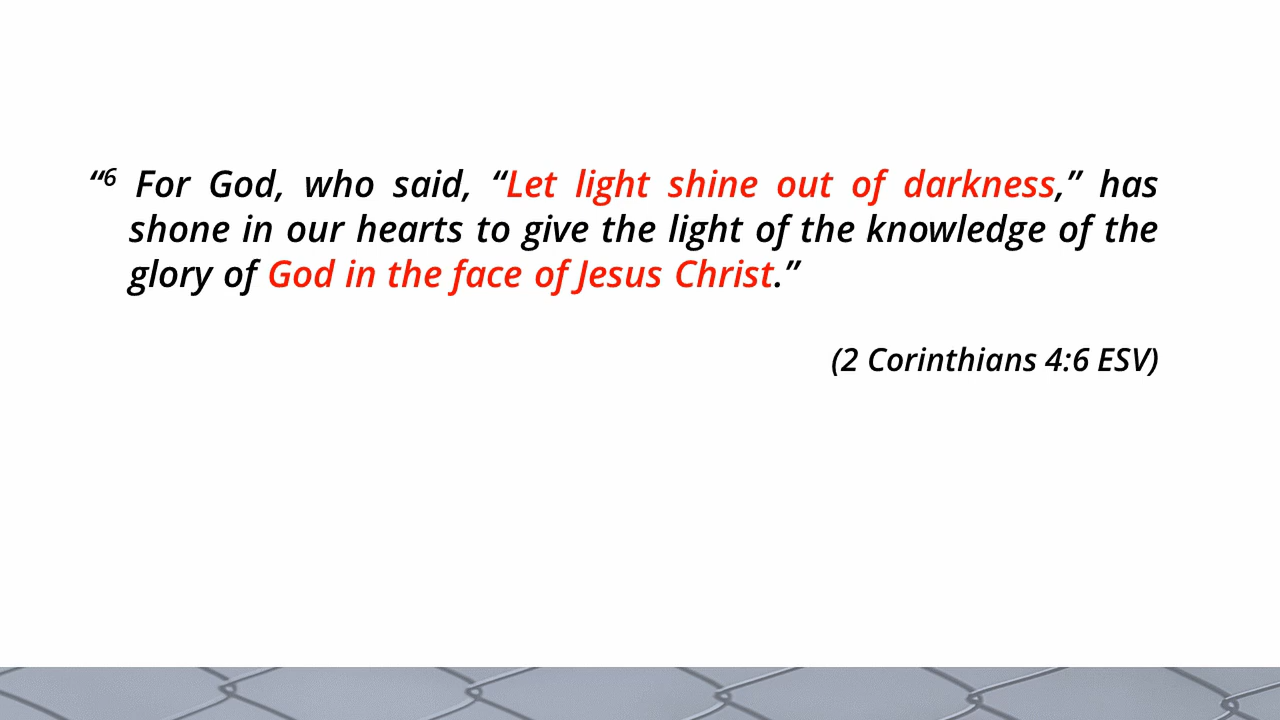 “⁶ For God, who said, “Let light shine out of darkness,” has
shone in our hearts to give the light of the knowledge of the
glory of God in the face of Jesus Christ.”
(2 Corinthians 4:6 ESV)